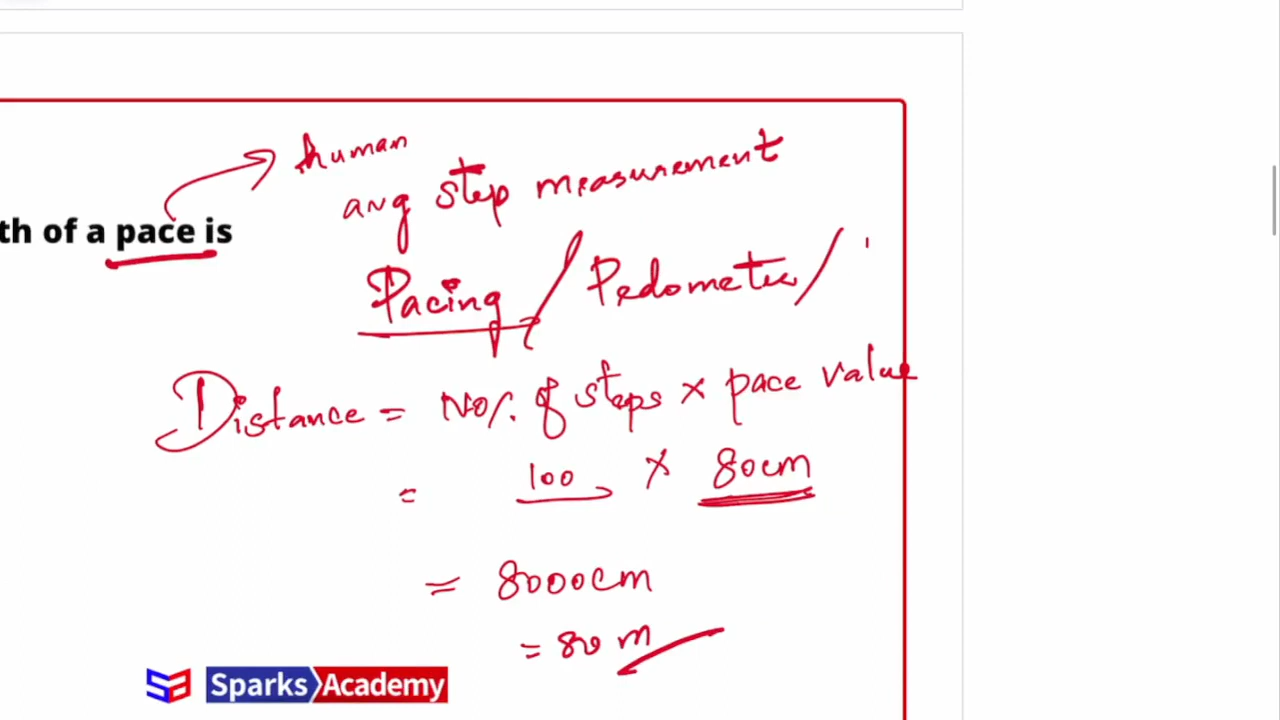 human
avg step measurement
th of a pace is
Pacing / Pedometer /
Distance = No/. of steps × pace value
= 100 × 80cm
= 8000cm
= 80 m
Sparks Academy